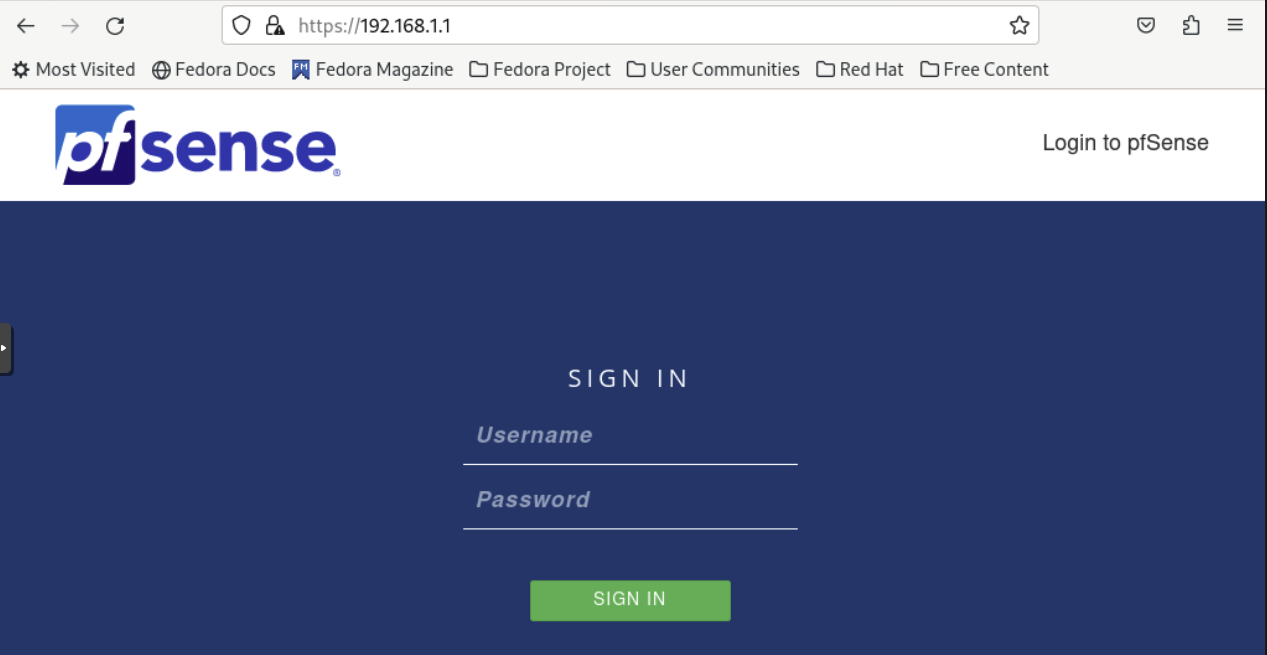 https://192.168.1.1
Most Visited Fedora Docs FM Fedora Magazine Fedora Project User Communities Red Hat Free Content
pfsense®
Login to pfSense
SIGN IN
Username
Password
SIGN IN